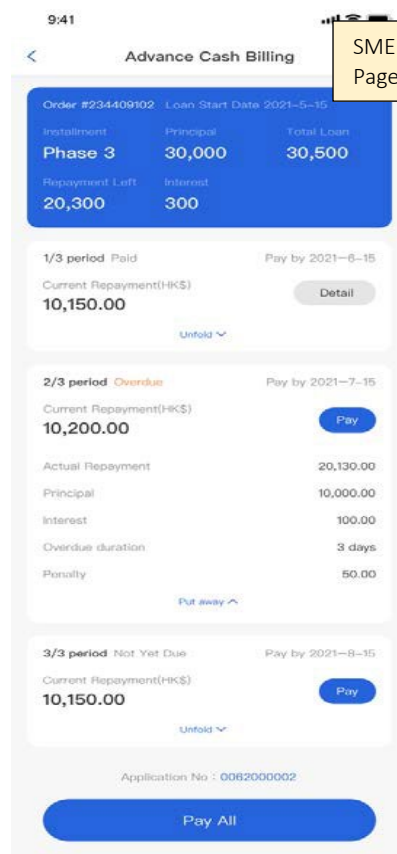 9:41
SME
Page
Advance Cash Billing
Order #234409102 Loan Start Date 2021-5-15
Installment Principal Total Loan
Phase 3 30,000 30,500
Repayment Left Interest
20,300 300
1/3 period Paid Pay by 2021-6-15
Current Repayment(HK$)
10,150.00
Detail
Unfold
2/3 period Overdue Pay by 2021-7-15
Current Repayment(HK$)
10,200.00
Pay
Actual Repayment 20,130.00
Principal 10,000.00
Interest 100.00
Overdue duration 3 days
Penalty 50.00
Put away
3/3 period Not Yet Due Pay by 2021-8-15
Current Repayment(HK$)
10,150.00
Pay
Unfold
Application No : 0062000002
Pay All